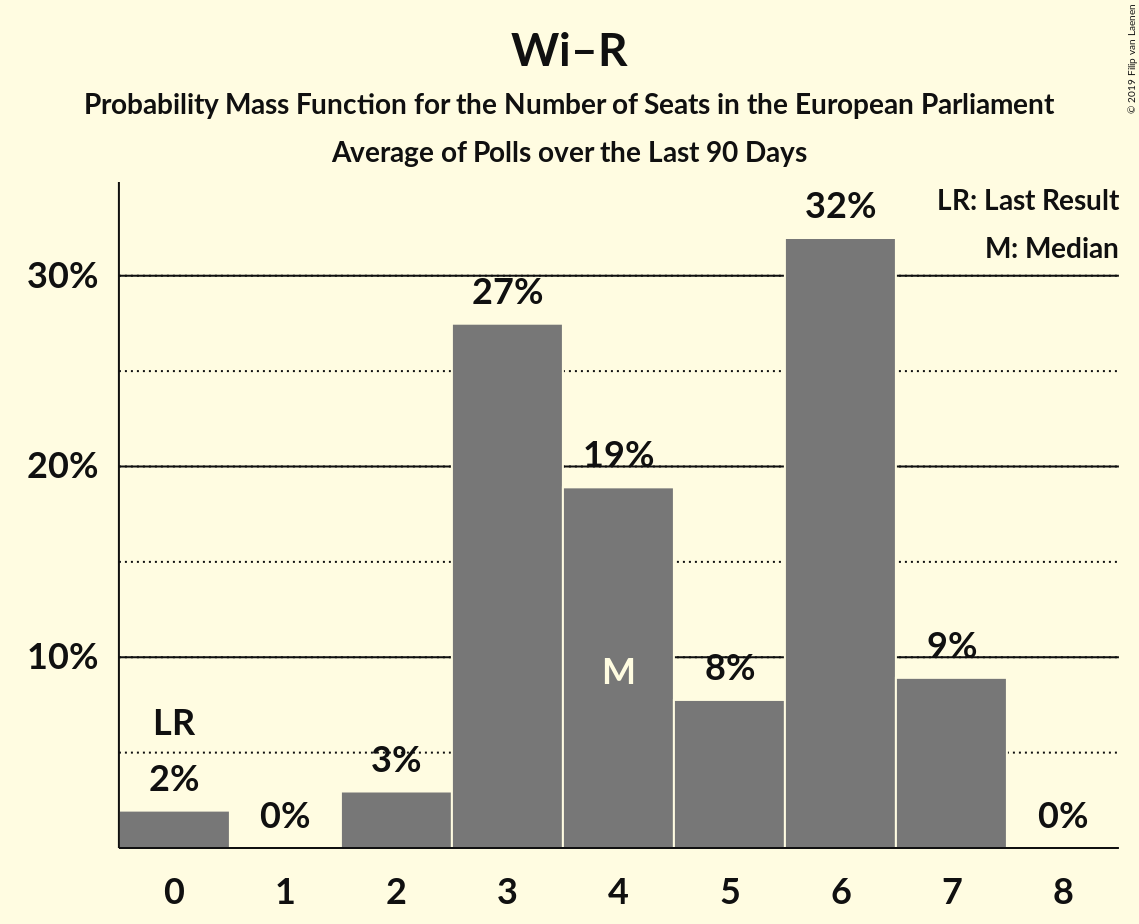 Wi–R
Probability Mass Function for the Number of Seats in the European Parliament
Average of Polls over the Last 90 Days
© 2019 Filip van Laenen
LR: Last Result
M: Median
32%
30%
27%
20%
19%
10%
9%
8%
M
LR
3%
2%
0%
0%
0 1 2 3 4 5 6 7 8